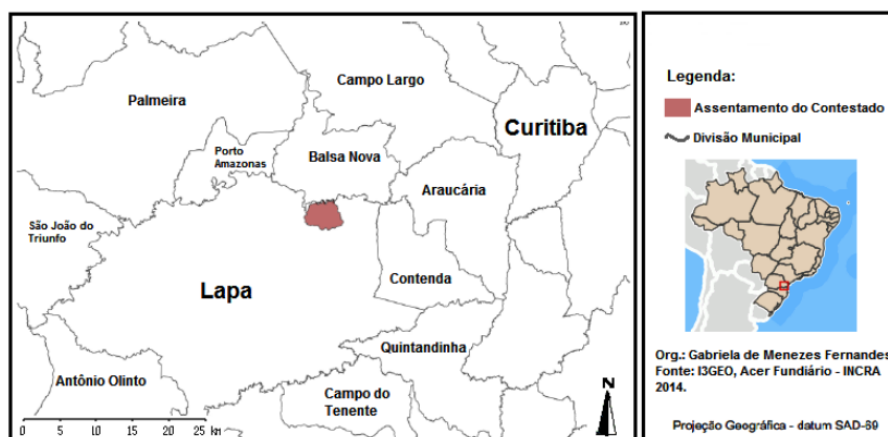 Campo Largo
Palmeira
Curitiba
Porto
Amazonas
Balsa Nova
Araucária
São João do
Triunfo
Contenda
Lapa
Quintandinha
Antônio Olinto
Campo do
Tenente
N
0 5 10 15 20 25 KM
Legenda:
Assentamento do Contestado
Divisão Municipal
Org.: Gabriela de Menezes Fernandes
Fonte: I3GEO, Acer Fundiário - INCRA
2014.
Projeção Geográfica - datum SAD-69